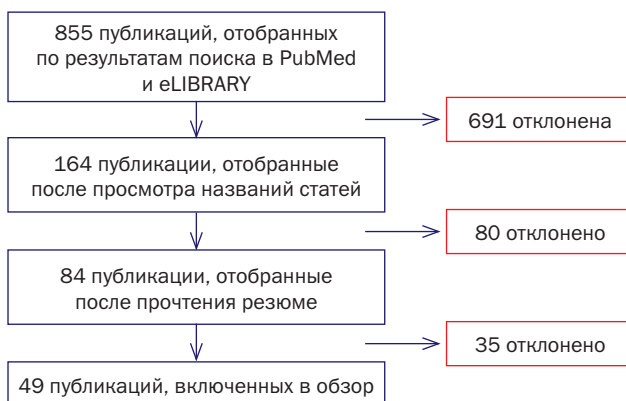 855 публикаций, отобранных
по результатам поиска в PubMed
и eLIBRARY
691 отклонена
164 публикации, отобранные
после просмотра названий статей
80 отклонено
84 публикации, отобранные
после прочтения резюме
35 отклонено
49 публикаций, включенных в обзор